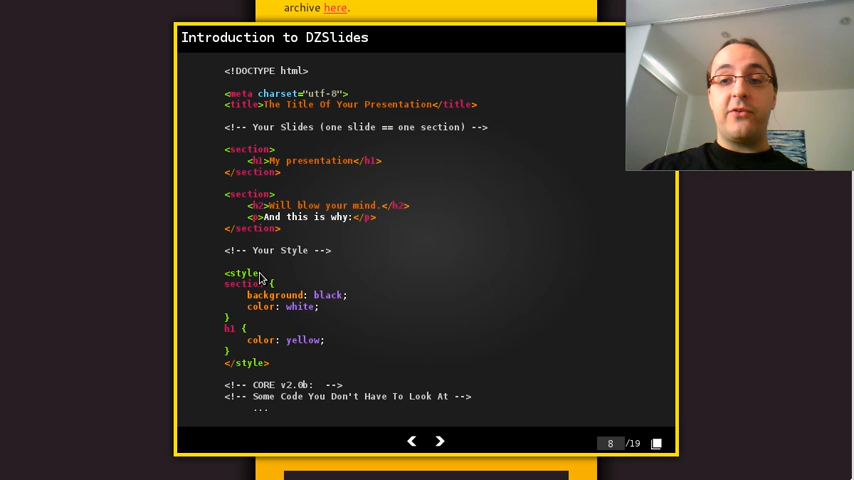 archive here.
Introduction to DZSlides
<!DOCTYPE html>
<meta charset="utf-8">
<title>The Title Of Your Presentation</title>
<!-- Your Slides (one slide == one section) -->
<section>
<h1>My presentation</h1>
</section>
<section>
<h2>Will blow your mind.</h2>
<p>And this is why:</p>
</section>
<!-- Your Style -->
<style>
section {
background: black;
color: white;
}
h1 {
color: yellow;
}
</style>
<!-- CORE v2.0b: -->
<!-- Some Code You Don't Have To Look At -->
...
8 /19